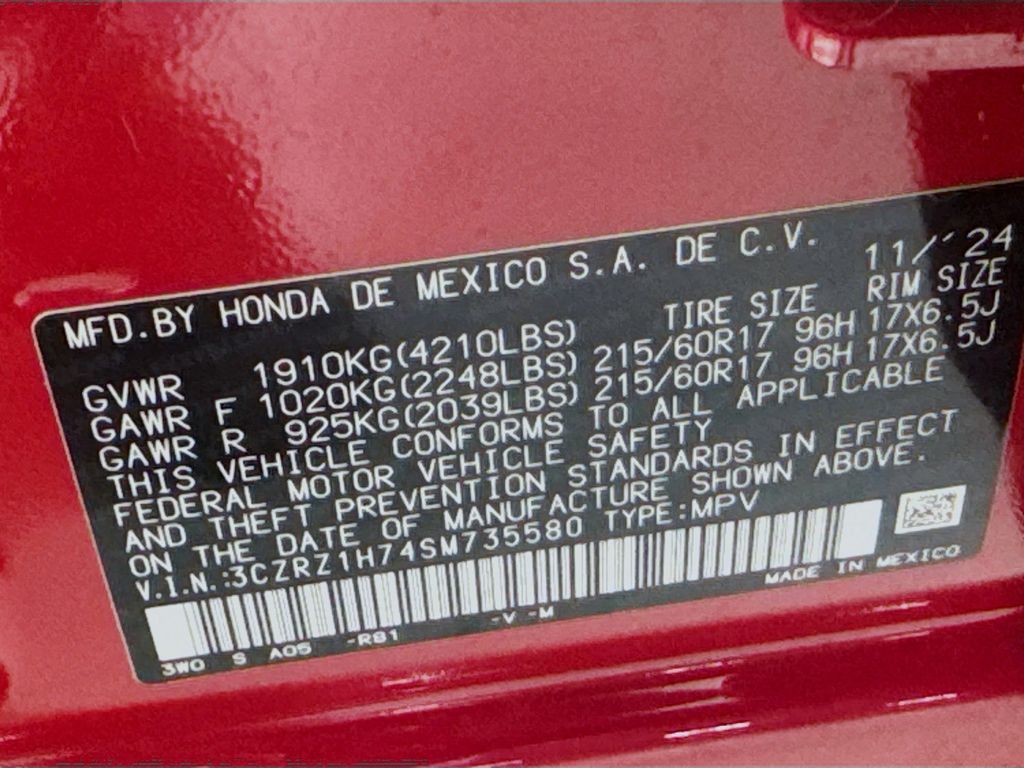 MFD.BY HONDA DE MEXICO S.A. DE C.V. 11/'24
TIRE SIZE RIM SIZE
GVWR 1910KG(4210LBS)
GAWR F 1020KG(2248LBS) 215/60R17 96H 17X6.5J
GAWR R 925KG(2039LBS) 215/60R17 96H 17X6.5J
THIS VEHICLE CONFORMS TO ALL APPLICABLE
FEDERAL MOTOR VEHICLE SAFETY
AND THEFT PREVENTION STANDARDS IN EFFECT
ON THE DATE OF MANUFACTURE SHOWN ABOVE.
V.I.N.:3CZRZ1H74SM735580 TYPE:MPV
3W0 S A05 -R81 -V -M MADE IN MEXICO